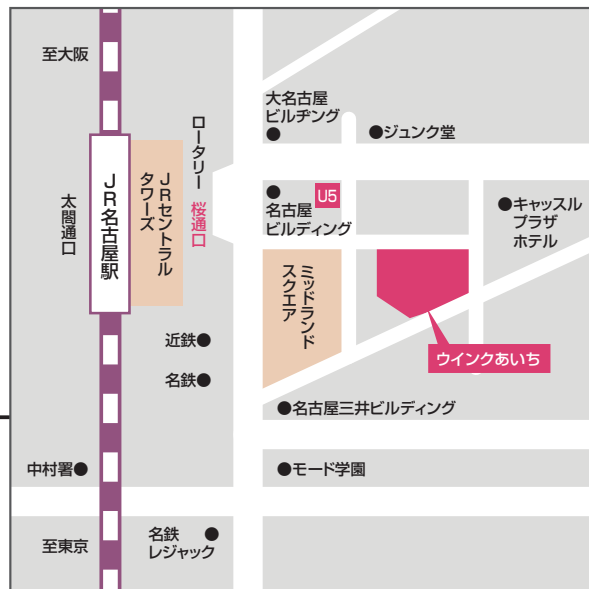 至大阪
大名古屋
ビルヂング
ジュンク堂
ロータリー
桜通口
JRセントラル
タワーズ
JR名古屋駅
太閤通口
U5
名古屋
ビルディング
キャッスル
プラザ
ホテル
ミッドランド
スクエア
近鉄
名鉄
ウインクあいち
名古屋三井ビルディング
中村署
モード学園
至東京
名鉄
レジャック